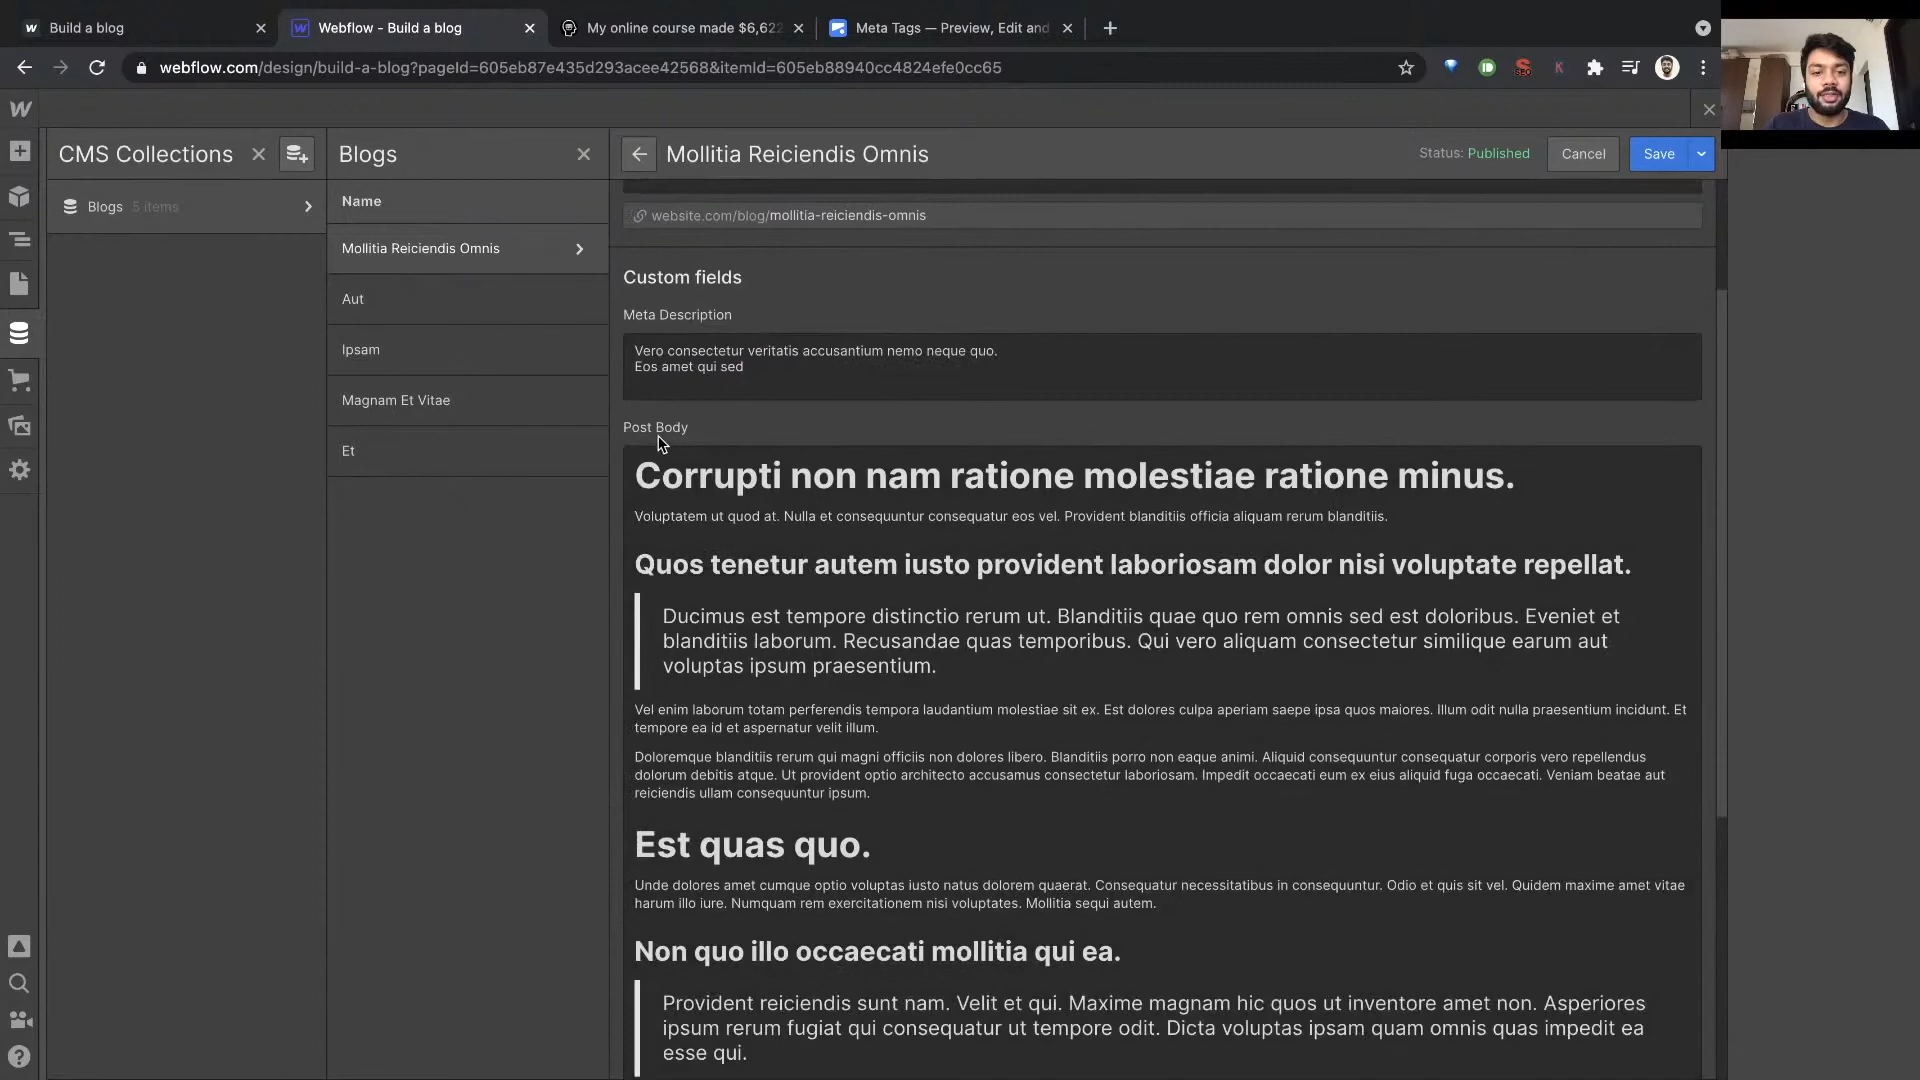 Build a blog
Webflow - Build a blog
My online course made $6,622
Meta Tags — Preview, Edit and
webflow.com/design/build-a-blog?pageId=605eb87e435d293acee42568&itemId=605eb88940cc4824efe0cc65
CMS Collections
Blogs
Mollitia Reiciendis Omnis
Status: Published
Cancel
Save
Blogs 5 items
Name
Mollitia Reiciendis Omnis
Aut
Ipsam
Magnam Et Vitae
Et
website.com/blog/mollitia-reiciendis-omnis
Custom fields
Meta Description
Vero consectetur veritatis accusantium nemo neque quo.
Eos amet qui sed
Post Body
Corrupti non nam ratione molestiae ratione minus.
Voluptatem ut quod at. Nulla et consequuntur consequatur eos vel. Provident blanditiis officia aliquam rerum blanditiis.
Quos tenetur autem iusto provident laboriosam dolor nisi voluptate repellat.
Ducimus est tempore distinctio rerum ut. Blanditiis quae quo rem omnis sed est doloribus. Eveniet et
blanditiis laborum. Recusandae quas temporibus. Qui vero aliquam consectetur similique earum aut
voluptas ipsum praesentium.
Vel enim laborum totam perferendis tempora laudantium molestiae sit ex. Est dolores culpa aperiam saepe ipsa quos maiores. Illum odit nulla praesentium incidunt. Et
tempore ea id et aspernatur velit illum.
Doloremque blanditiis rerum qui magni officiis non dolores libero. Blanditiis porro non eaque animi. Aliquid consequuntur consequatur corporis vero repellendus
dolorum debitis atque. Ut provident optio architecto accusamus consectetur laboriosam. Impedit occaecati eum ex eius aliquid fuga occaecati. Veniam beatae aut
reiciendis ullam consequuntur ipsum.
Est quas quo.
Unde dolores amet cumque optio voluptas iusto natus dolorem quaerat. Consequatur necessitatibus in consequuntur. Odio et quis sit vel. Quidem maxime amet vitae
harum illo iure. Numquam rem exercitationem nisi voluptates. Mollitia sequi autem.
Non quo illo occaecati mollitia qui ea.
Provident reiciendis sunt nam. Velit et qui. Maxime magnam hic quos ut inventore amet non. Asperiores
ipsum rerum fugiat qui consequatur ut tempore odit. Dicta voluptas ipsam quam omnis quas impedit ea
esse qui.